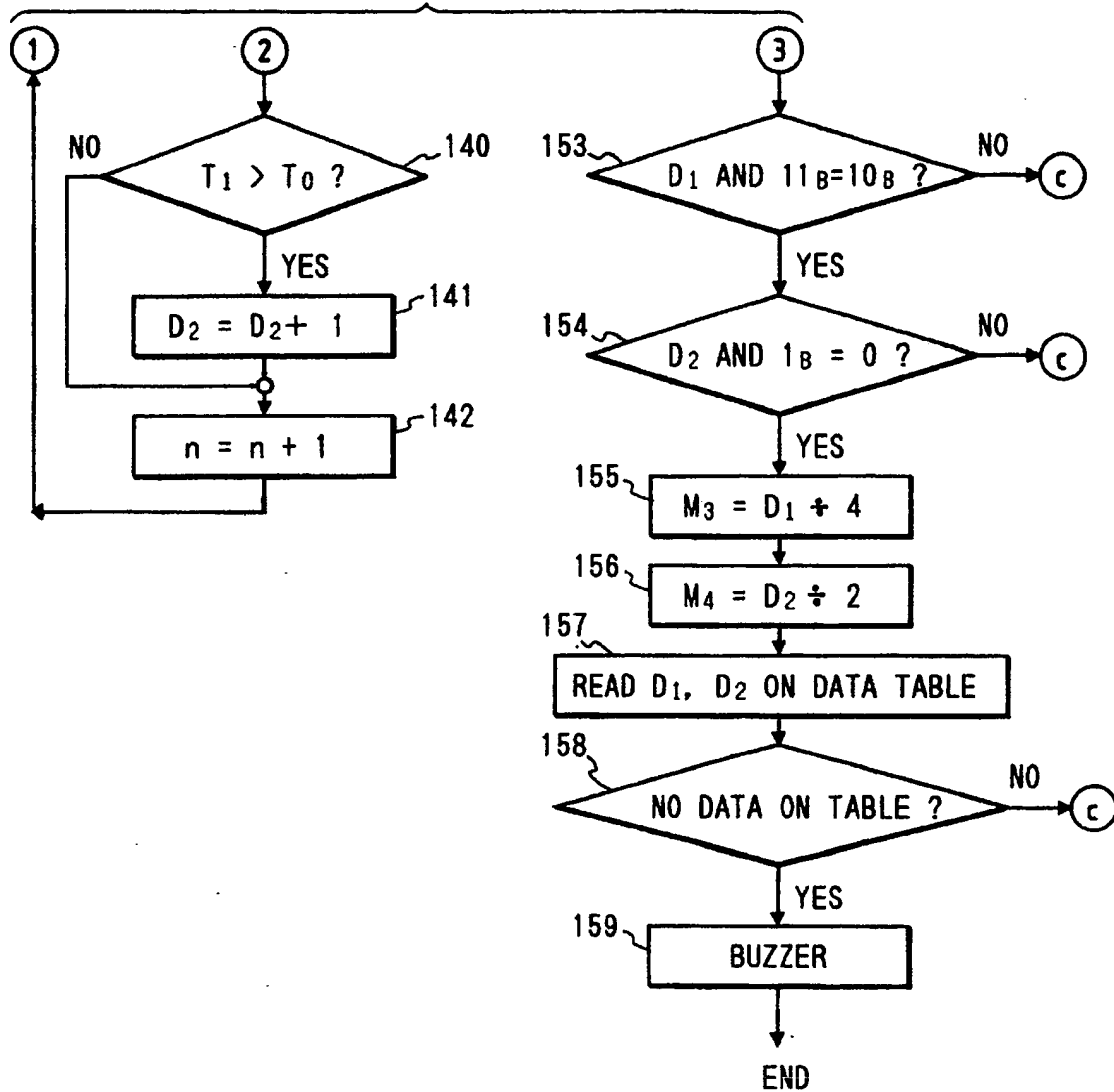 1
2
3
NO
T1 > T0 ?
140
YES
D2 = D2 + 1
141
n = n + 1
142
153
D1 AND 11B=10B ?
NO
c
YES
154
D2 AND 1B = 0 ?
NO
c
YES
155
M3 = D1 ÷ 4
156
M4 = D2 ÷ 2
157
READ D1, D2 ON DATA TABLE
158
NO DATA ON TABLE ?
NO
c
YES
159
BUZZER
END